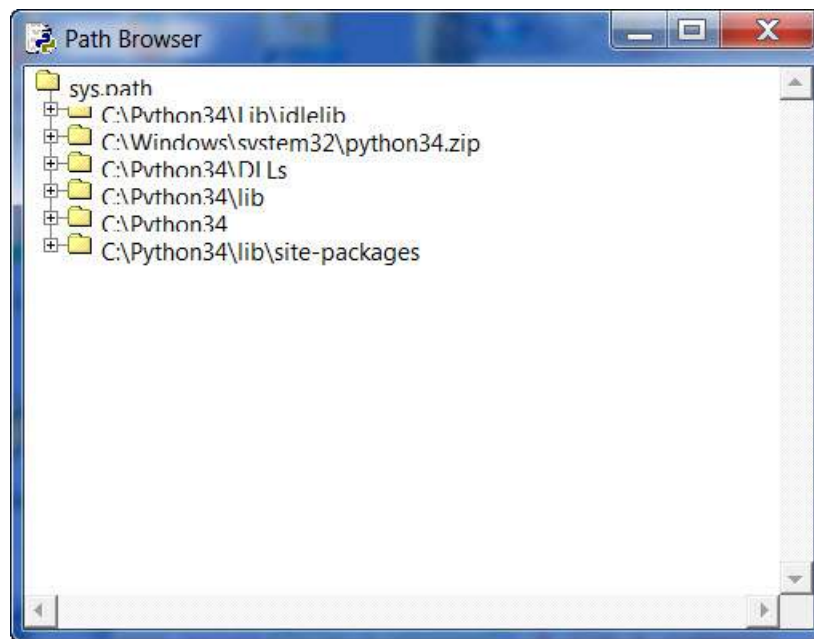 Path Browser
sys.path
C:\Python34\Lib\idlelib
C:\Windows\system32\python34.zip
C:\Python34\DLLs
C:\Python34\lib
C:\Python34
C:\Python34\lib\site-packages